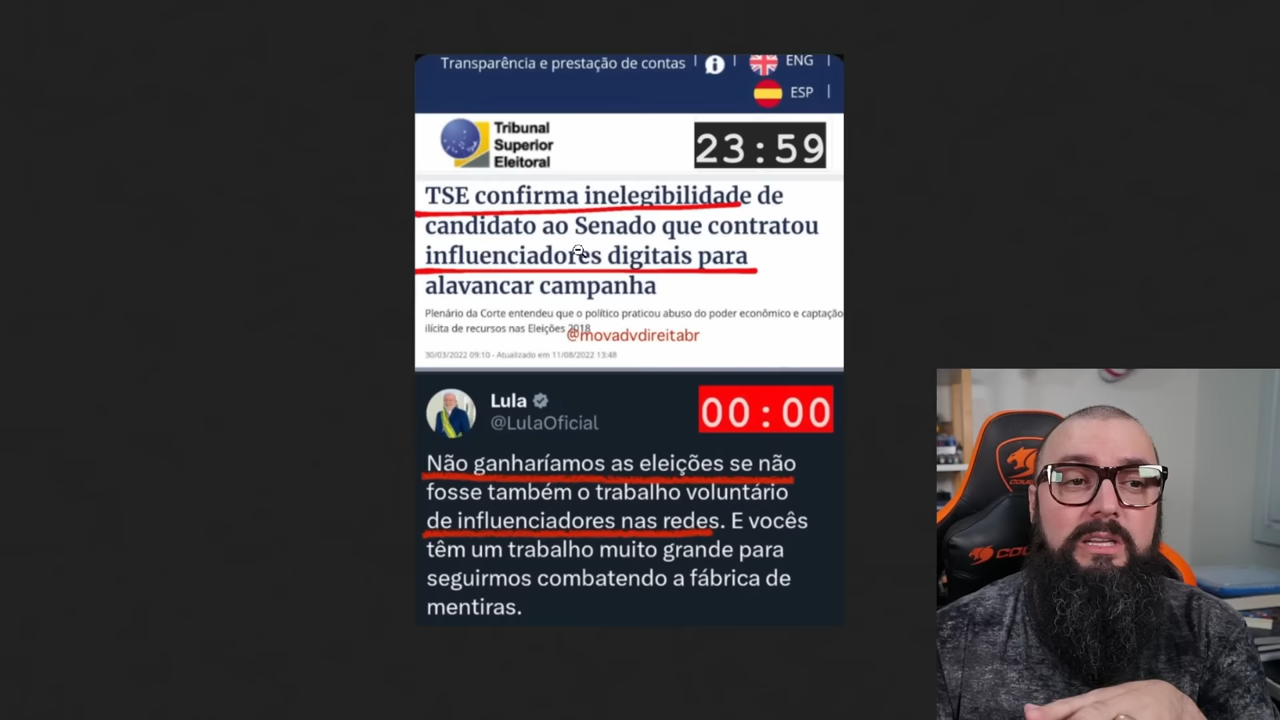 Transparência e prestação de contas | i | ENG |
ESP |
Tribunal
Superior
Eleitoral
23:59
TSE confirma inelegibilidade de
candidato ao Senado que contratou
influenciadores digitais para
alavancar campanha
Plenário da Corte entendeu que o político praticou abuso do poder econômico e captação
ilícita de recursos nas Eleições 2018
@movadvdireitabr
30/03/2022 09:10 - Atualizado em 11/08/2022 13:48
Lula
@LulaOficial
00:00
Não ganharíamos as eleições se não
fosse também o trabalho voluntário
de influenciadores nas redes. E vocês
têm um trabalho muito grande para
seguirmos combatendo a fábrica de
mentiras.